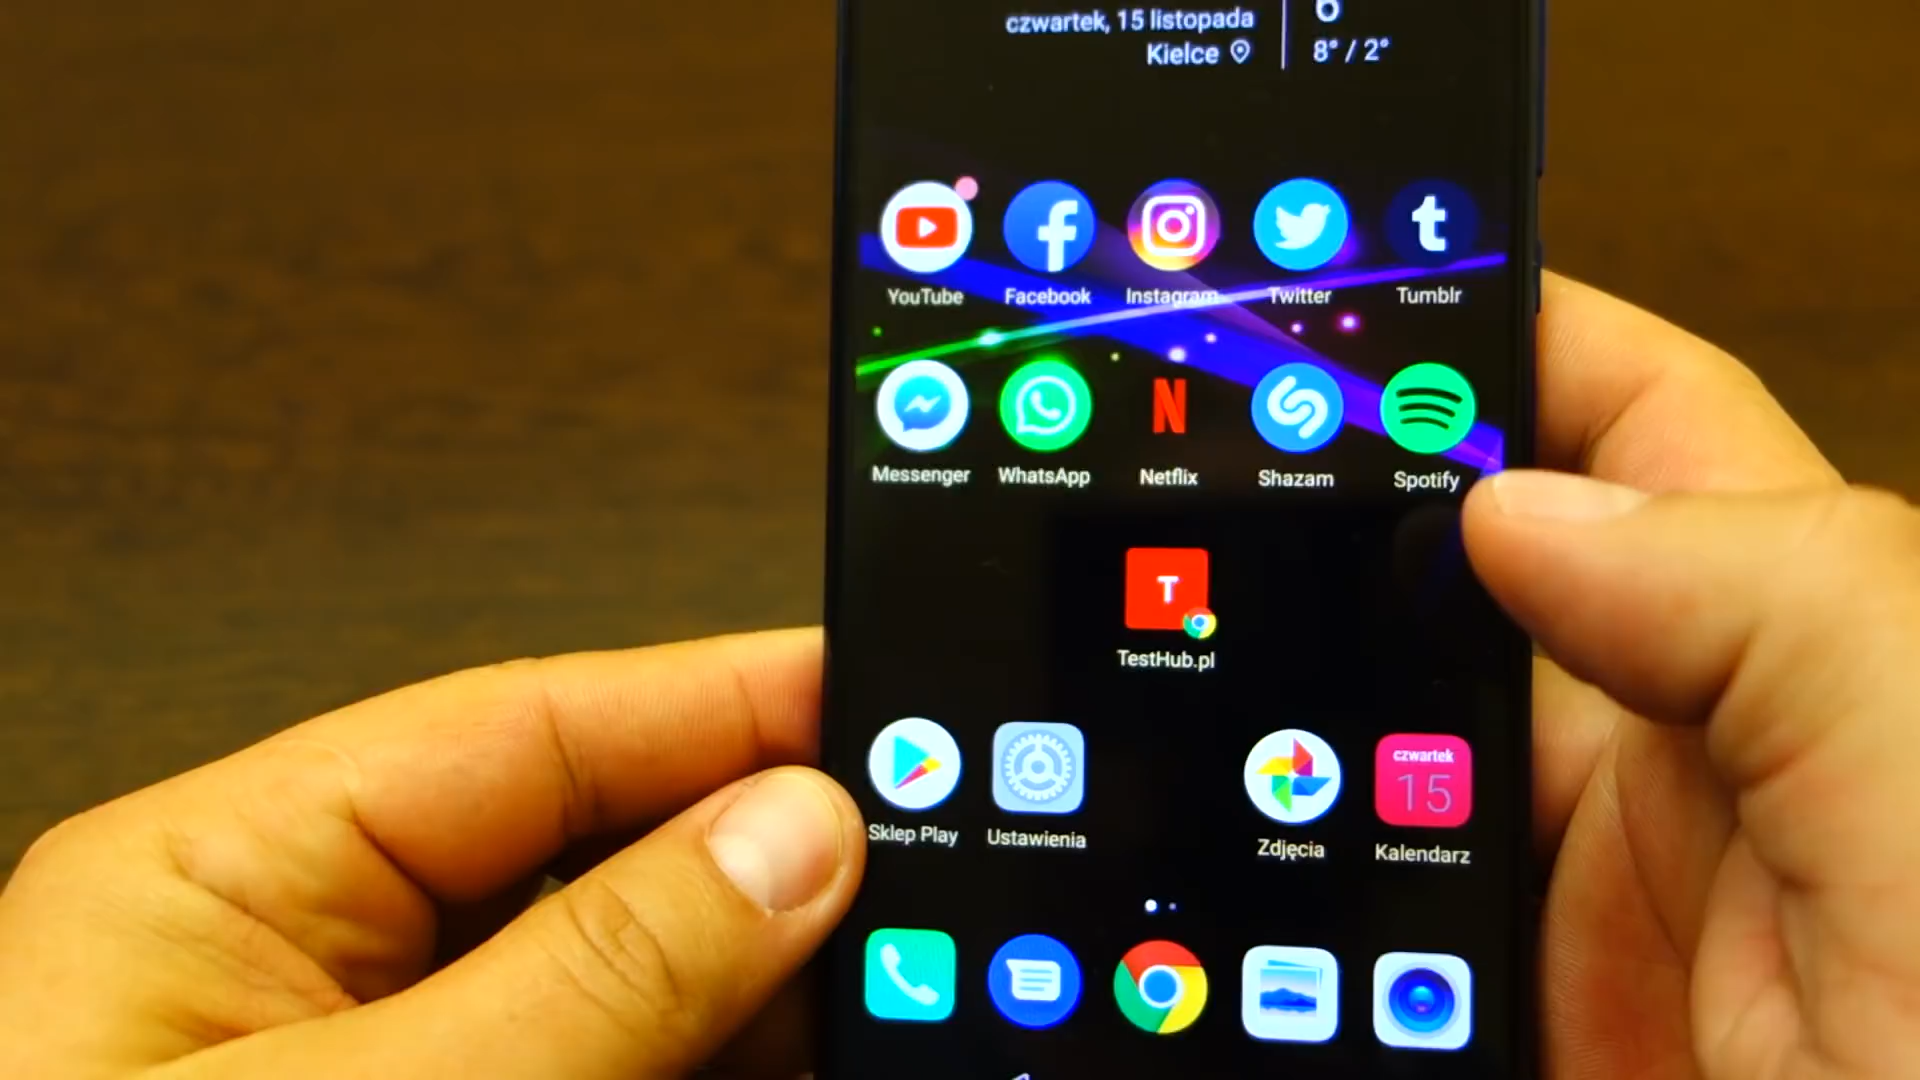 czwartek, 15 listopada
Kielce
8° / 2°
YouTube Facebook Instagram Twitter Tumblr
Messenger WhatsApp Netflix Shazam Spotify
T
TestHub.pl
czwartek
15
Sklep Play Ustawienia Zdjęcia Kalendarz